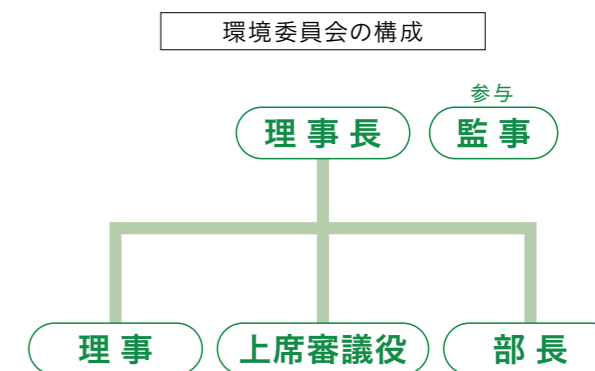 環境委員会の構成
参与
理事長
監事
理事
上席審議役
部長